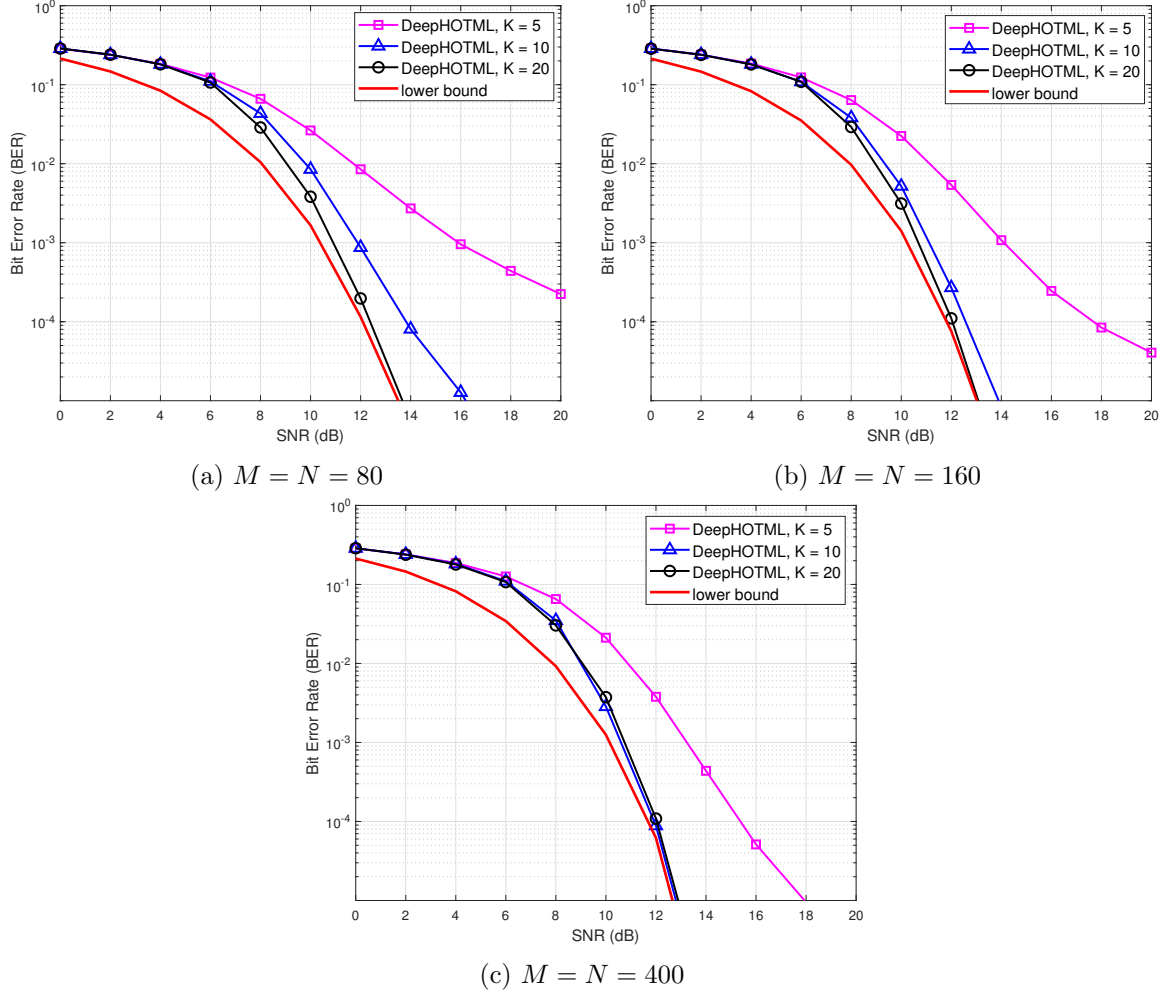 10^0
10^-1
10^-2
10^-3
10^-4
Bit Error Rate (BER)
DeepHOTML, K = 5
DeepHOTML, K = 10
DeepHOTML, K = 20
lower bound
0 2 4 6 8 10 12 14 16 18 20
SNR (dB)
(a) M = N = 80
10^0
10^-1
10^-2
10^-3
10^-4
Bit Error Rate (BER)
DeepHOTML, K = 5
DeepHOTML, K = 10
DeepHOTML, K = 20
lower bound
0 2 4 6 8 10 12 14 16 18 20
SNR (dB)
(b) M = N = 160
10^0
10^-1
10^-2
10^-3
10^-4
Bit Error Rate (BER)
DeepHOTML, K = 5
DeepHOTML, K = 10
DeepHOTML, K = 20
lower bound
0 2 4 6 8 10 12 14 16 18 20
SNR (dB)
(c) M = N = 400